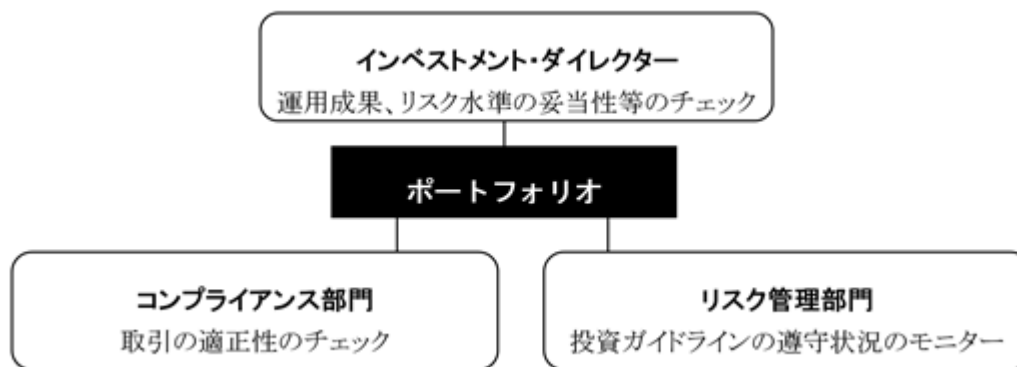 インベストメント・ダイレクター
運用成果、リスク水準の妥当性等のチェック
ポートフォリオ
コンプライアンス部門
取引の適正性のチェック
リスク管理部門
投資ガイドラインの遵守状況のモニター